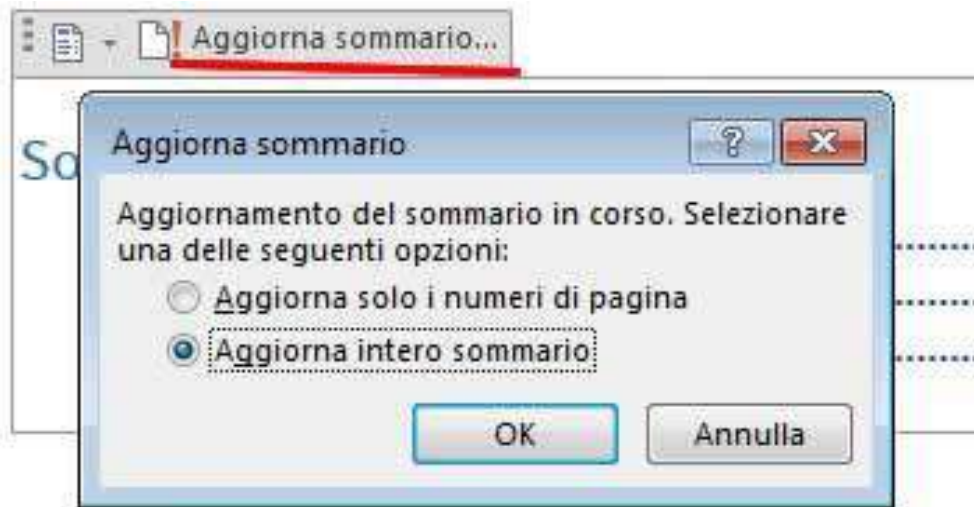 Aggiorna sommario...
So
Aggiorna sommario
Aggiornamento del sommario in corso. Selezionare
una delle seguenti opzioni:
Aggiorna solo i numeri di pagina
Aggiorna intero sommario
OK
Annulla